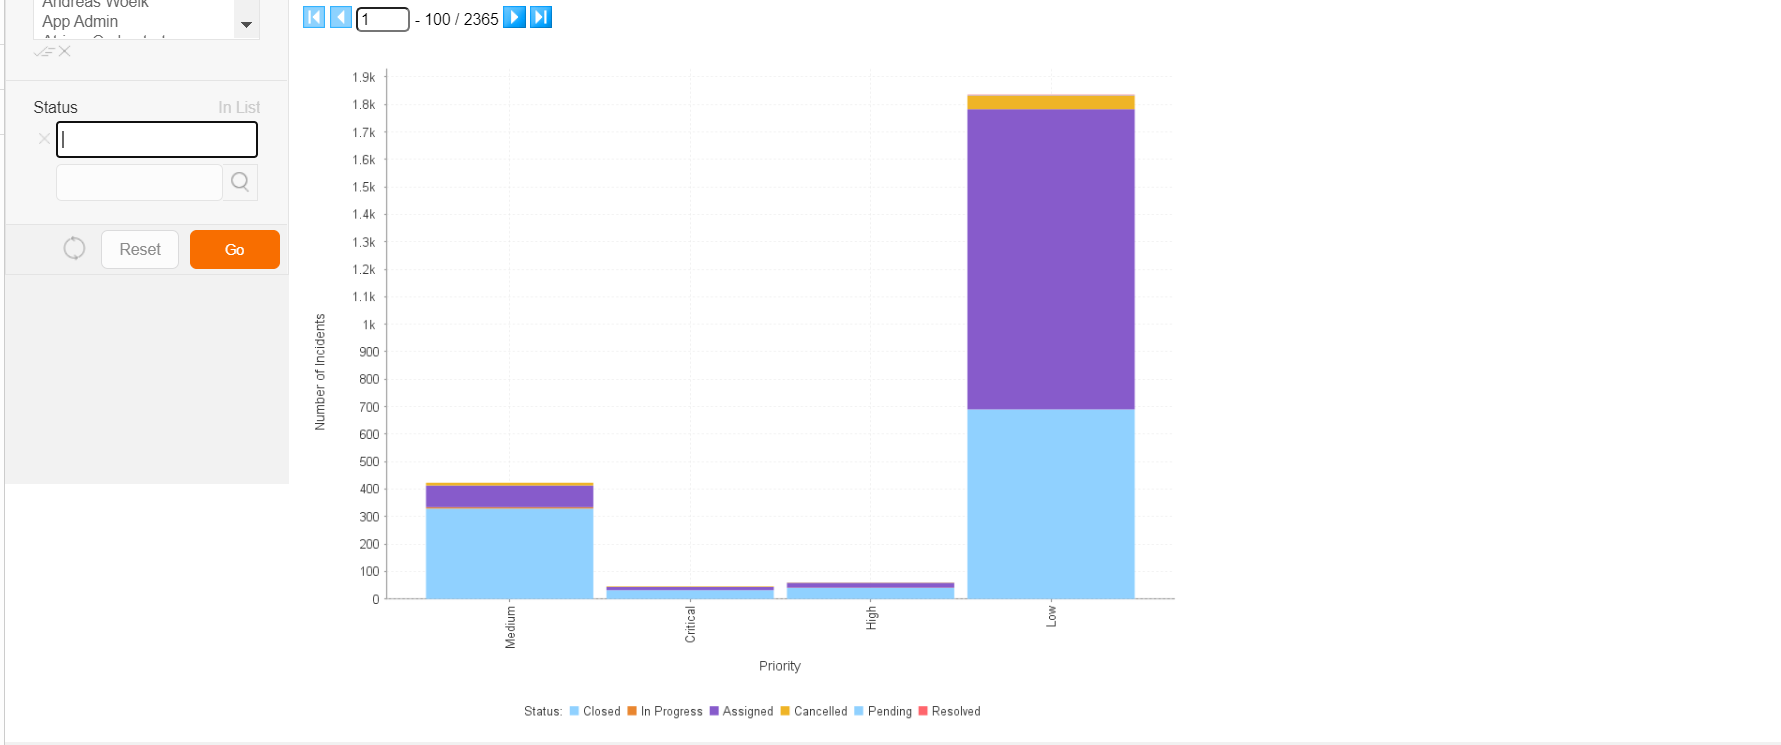 Andreas Woelk
App Admin
Status
In List
Reset
Go
1 - 100 / 2365
1.9k
1.8k
1.7k
1.6k
1.5k
1.4k
1.3k
1.2k
1.1k
1k
900
800
700
600
500
400
300
200
100
0
Number of Incidents
Medium
Critical
High
Low
Priority
Status: Closed In Progress Assigned Cancelled Pending Resolved